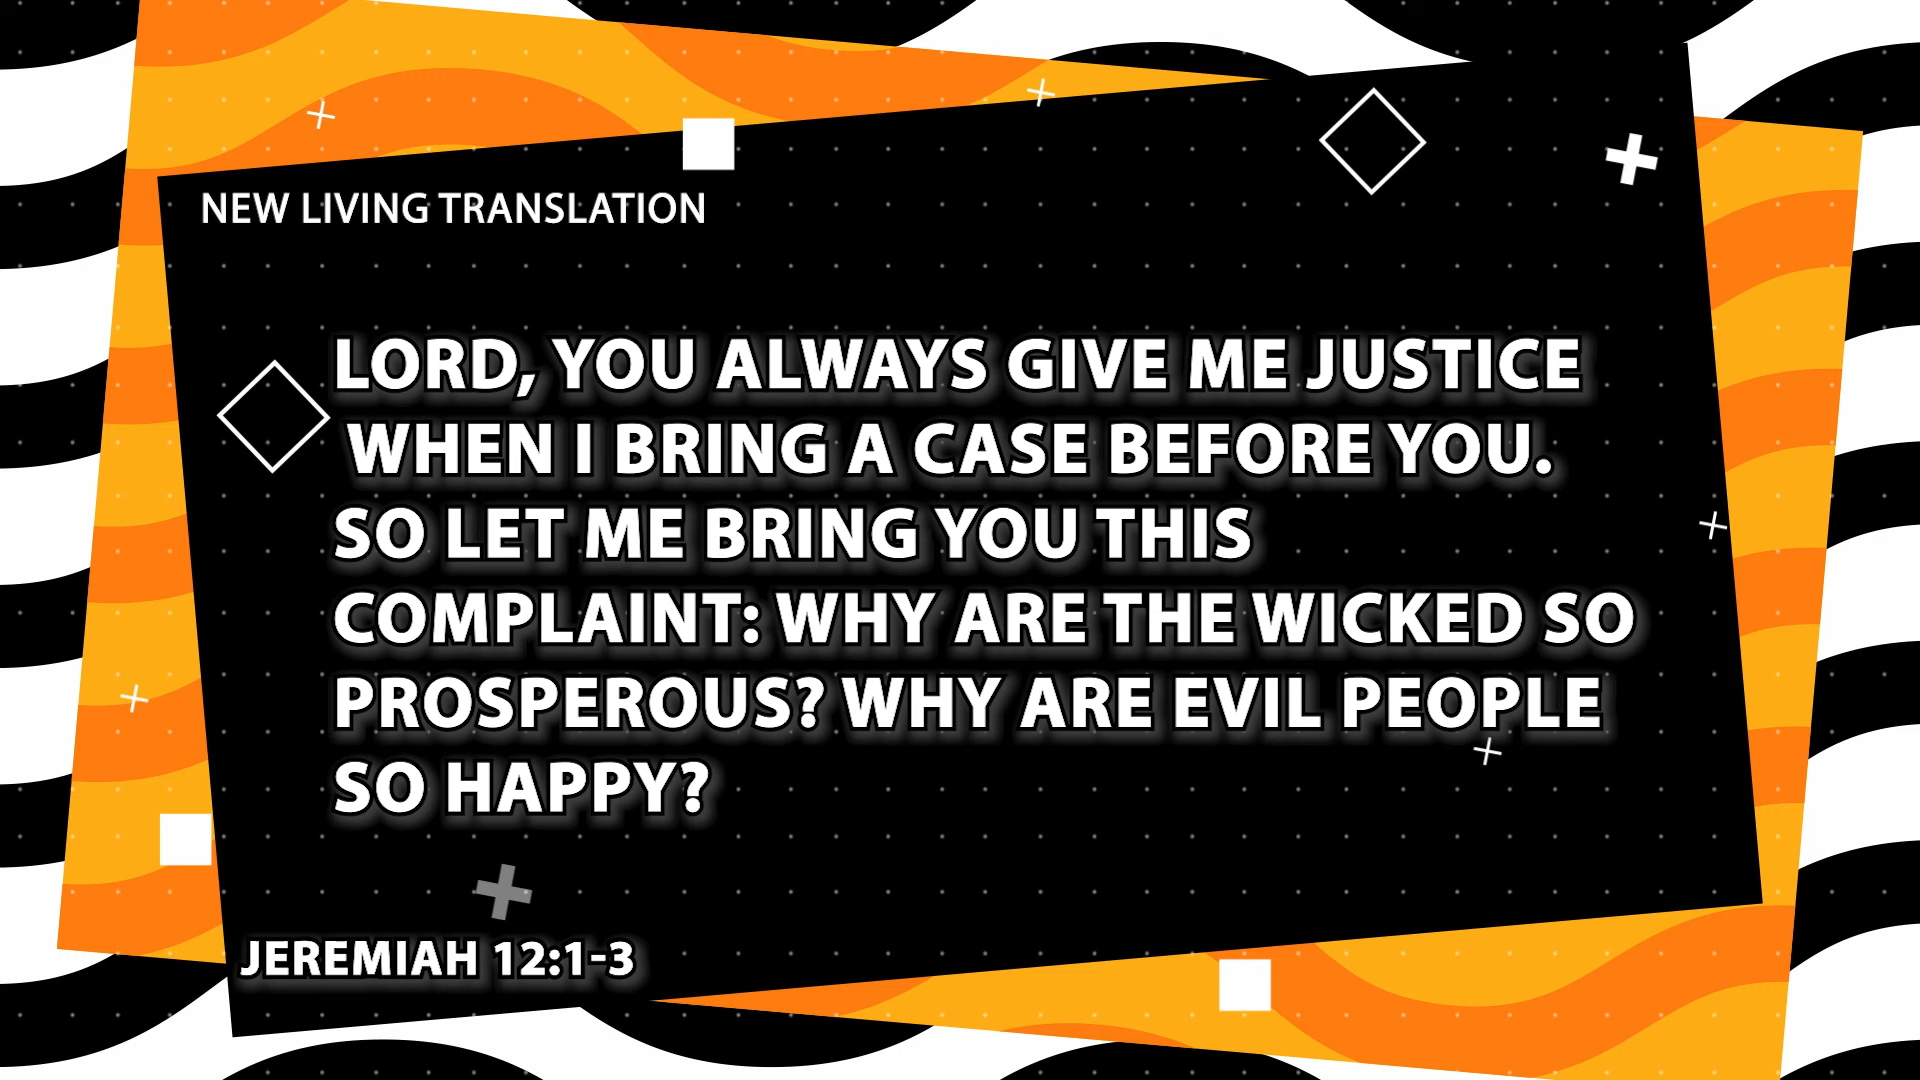 NEW LIVING TRANSLATION
LORD, YOU ALWAYS GIVE ME JUSTICE
WHEN I BRING A CASE BEFORE YOU.
SO LET ME BRING YOU THIS
COMPLAINT: WHY ARE THE WICKED SO
PROSPEROUS? WHY ARE EVIL PEOPLE
SO HAPPY?
JEREMIAH 12:1-3